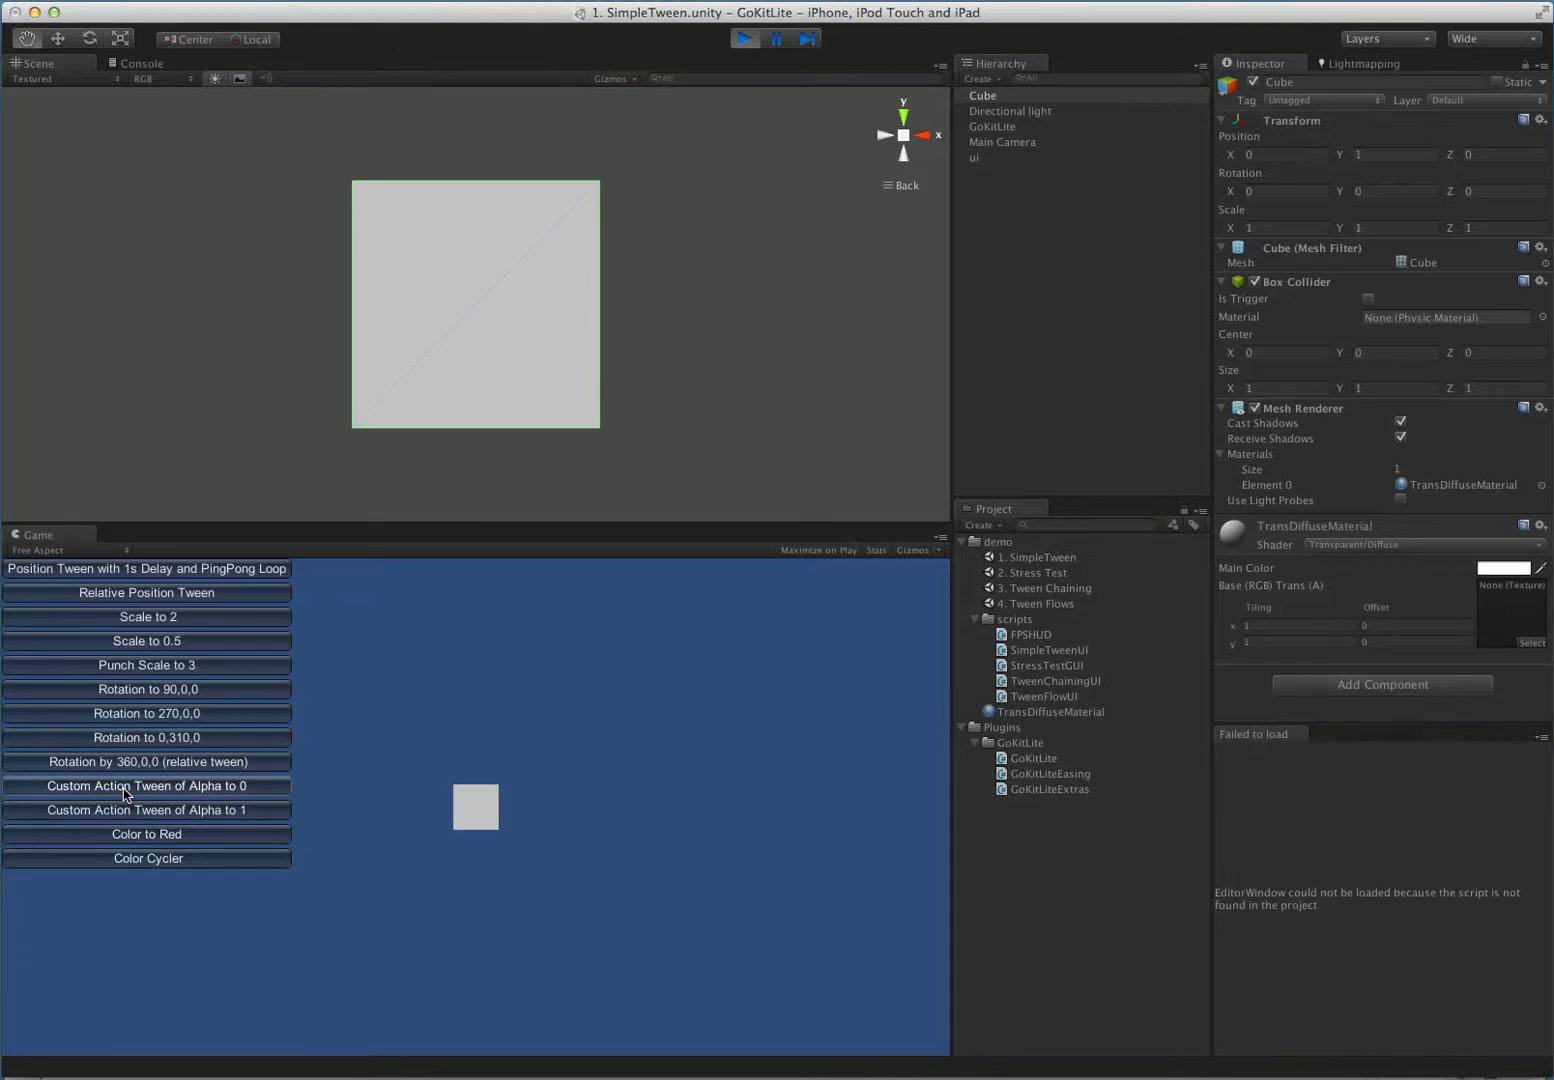 1. SimpleTween.unity – GoKitLite – iPhone, iPod Touch and iPad
Center
Local
Layers
Wide
Scene
Console
Textured
RGB
Gizmos
All
y
x
Back
Game
Free Aspect
Maximize on Play
Stats
Gizmos
Position Tween with 1s Delay and PingPong Loop
Relative Position Tween
Scale to 2
Scale to 0.5
Punch Scale to 3
Rotation to 90,0,0
Rotation to 270,0,0
Rotation to 0,310,0
Rotation by 360,0,0 (relative tween)
Custom Action Tween of Alpha to 0
Custom Action Tween of Alpha to 1
Color to Red
Color Cycler
Hierarchy
Create
All
Cube
Directional light
GoKitLite
Main Camera
ui
Project
Create
demo
1. SimpleTween
2. Stress Test
3. Tween Chaining
4. Tween Flows
scripts
FPSHUD
SimpleTweenUI
StressTestGUI
TweenChainingUI
TweenFlowUI
TransDiffuseMaterial
Plugins
GoKitLite
GoKitLite
GoKitLiteEasing
GoKitLiteExtras
Inspector
Lightmapping
Cube
Static
Tag Untagged Layer Default
Transform
Position
X 0 Y 1 Z 0
Rotation
X 0 Y 0 Z 0
Scale
X 1 Y 1 Z 1
Cube (Mesh Filter)
Mesh Cube
Box Collider
Is Trigger
Material None (Physic Material)
Center
X 0 Y 0 Z 0
Size
X 1 Y 1 Z 1
Mesh Renderer
Cast Shadows
Receive Shadows
Materials
Size 1
Element 0 TransDiffuseMaterial
Use Light Probes
TransDiffuseMaterial
Shader Transparent/Diffuse
Main Color
Base (RGB) Trans (A)
None (Texture)
Tiling Offset
x 1 0
y 1 0
Select
Add Component
Failed to load
EditorWindow could not be loaded because the script is not
found in the project